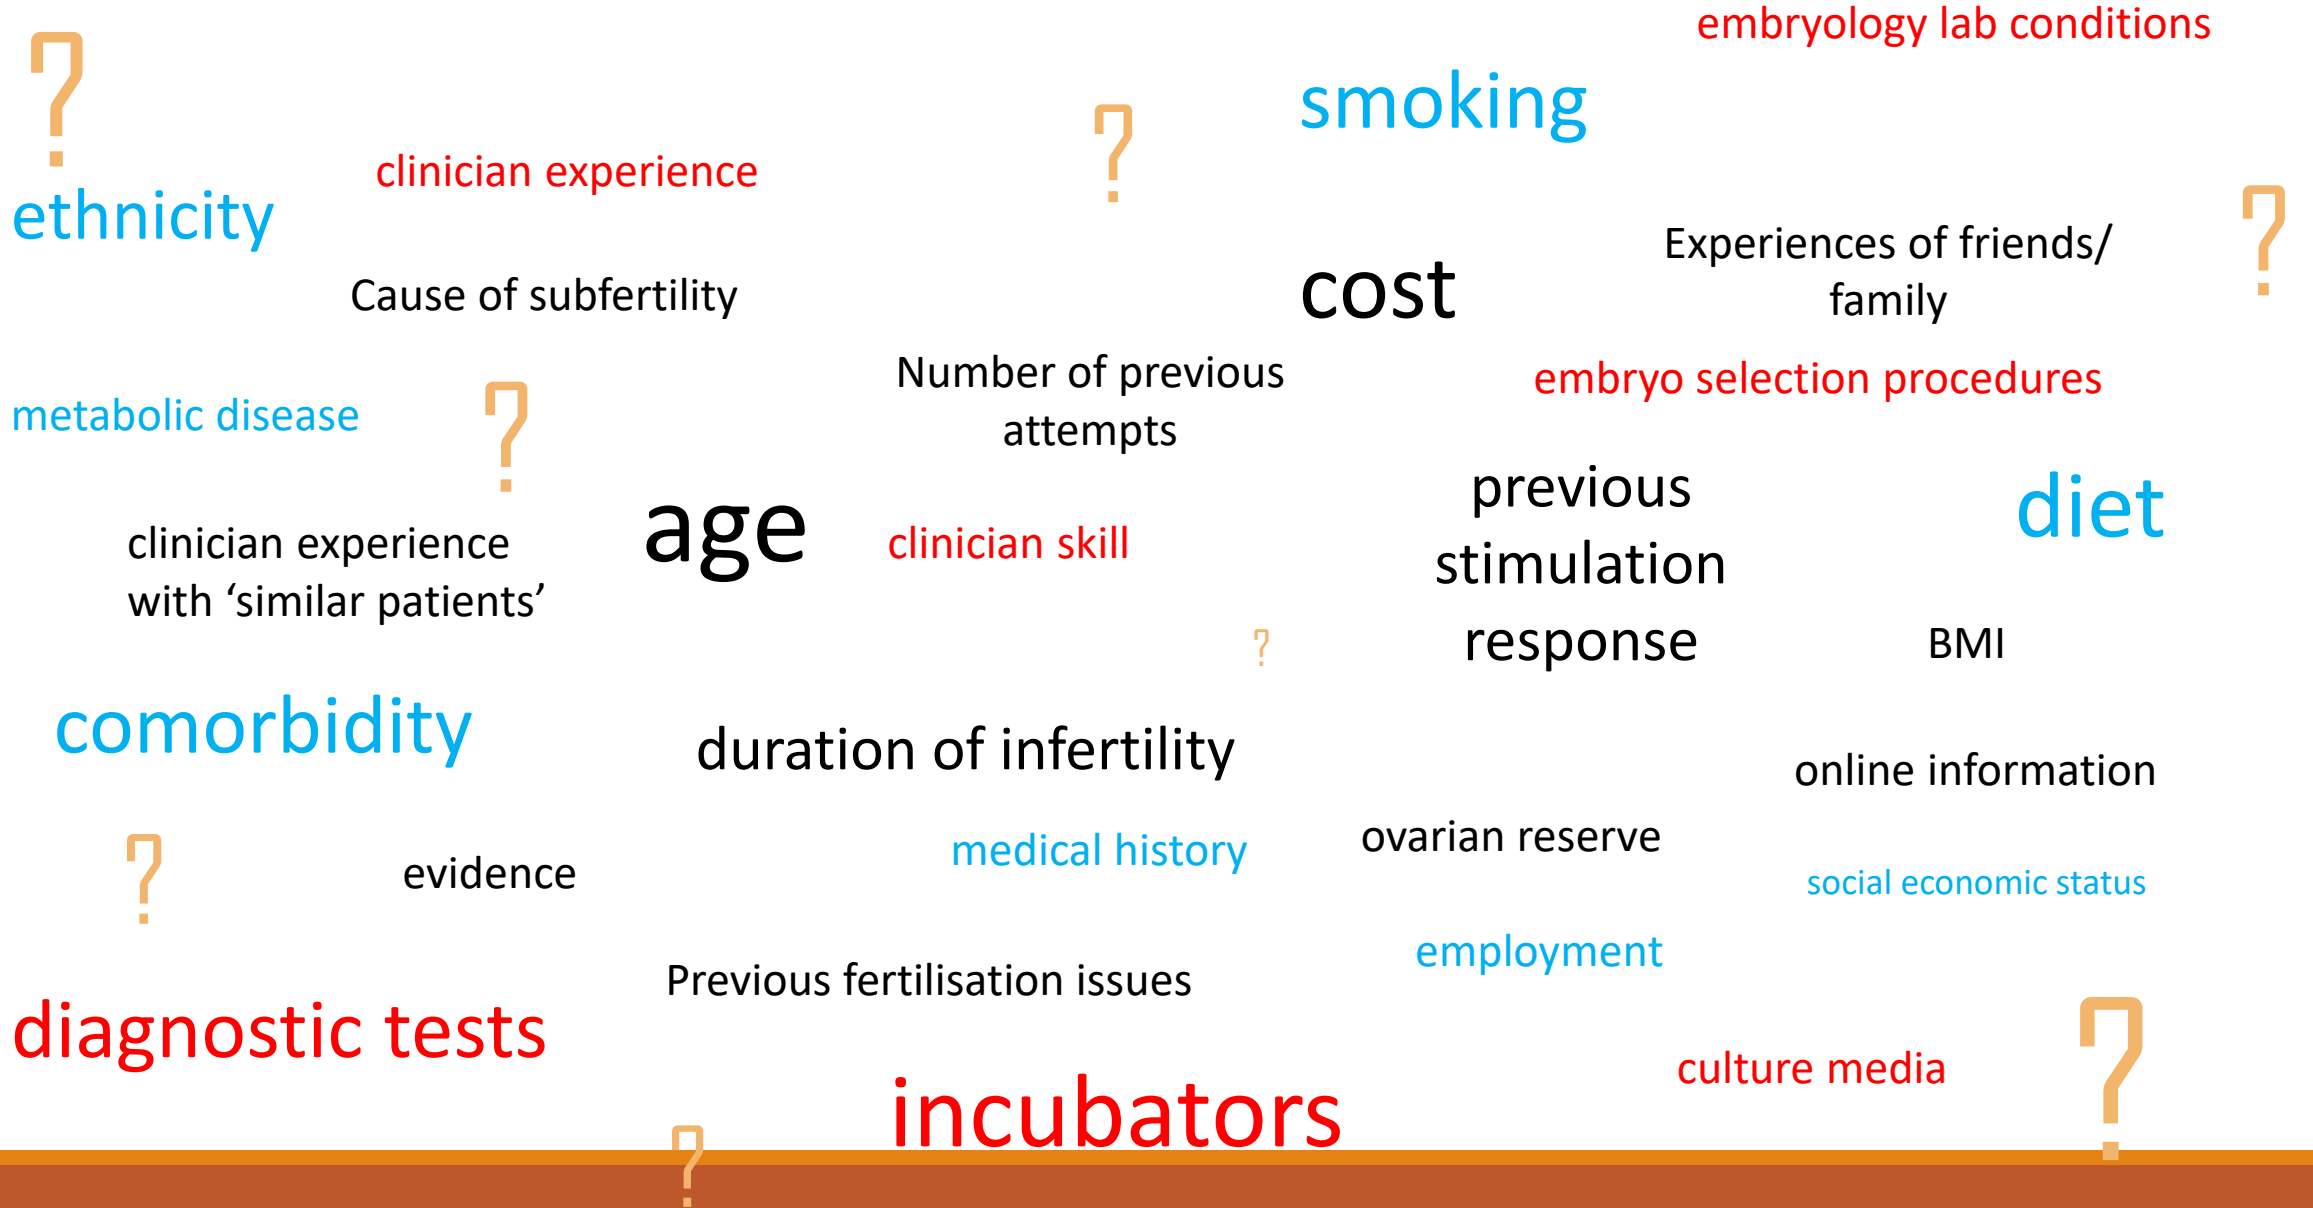 embryology lab conditions
?
smoking
?
clinician experience
ethnicity
?
Experiences of friends/
family
cost
Cause of subfertility
Number of previous
attempts
embryo selection procedures
metabolic disease
?
previous
stimulation
response
diet
age
clinician skill
clinician experience
with ‘similar patients’
?
BMI
comorbidity
duration of infertility
online information
ovarian reserve
medical history
?
evidence
social economic status
employment
Previous fertilisation issues
diagnostic tests
?
culture media
incubators
?